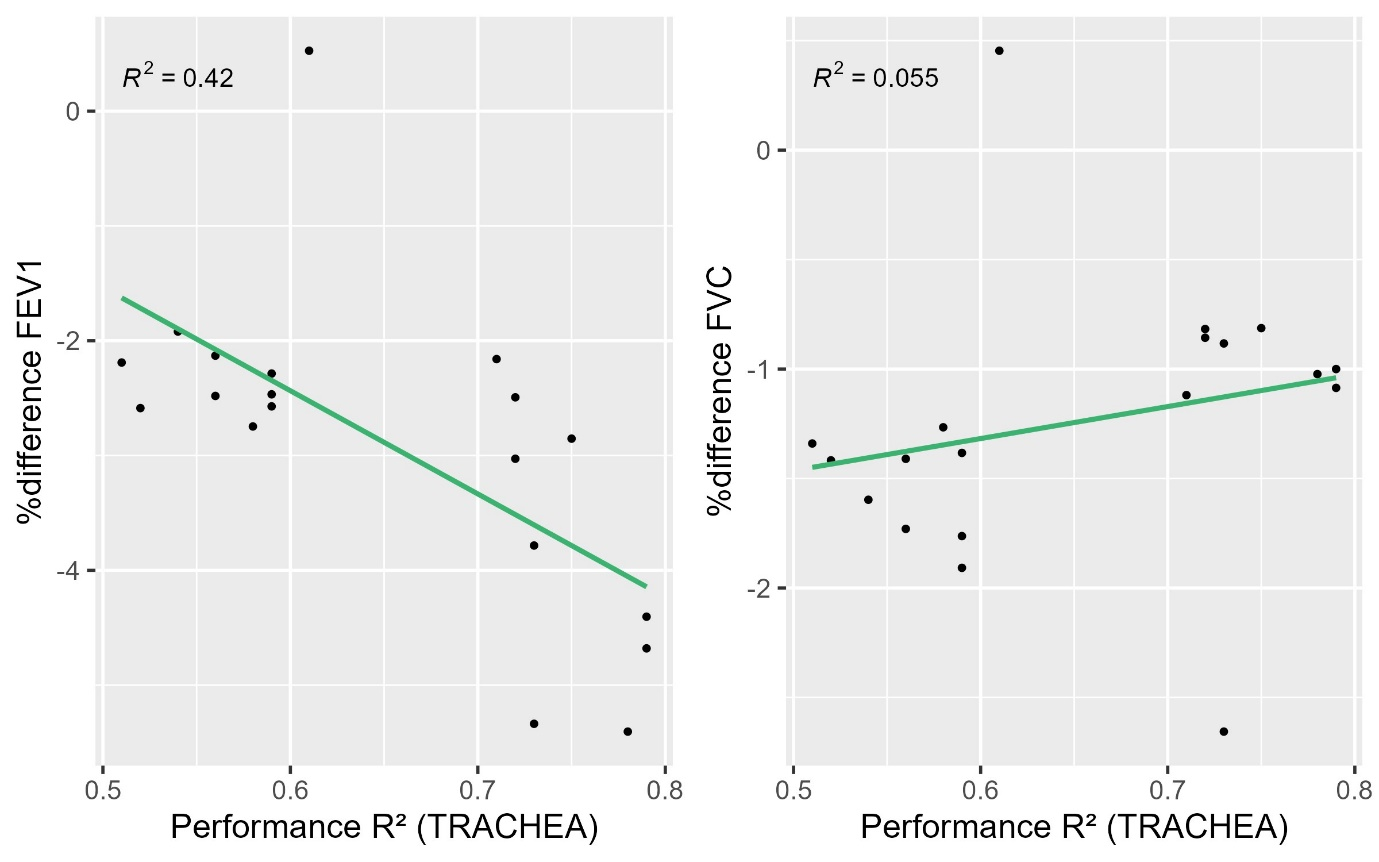 R² = 0.42
0
-2
-4
%difference FEV1
0.5 0.6 0.7 0.8
Performance R² (TRACHEA)
R² = 0.055
0
-1
-2
%difference FVC
0.5 0.6 0.7 0.8
Performance R² (TRACHEA)